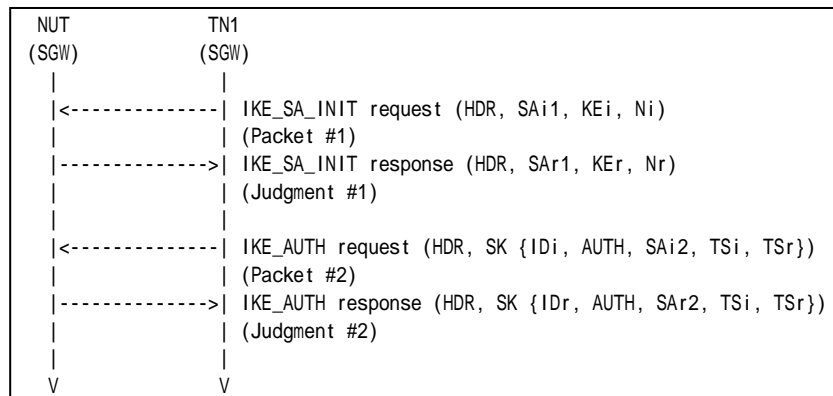 NUT TN1
(SGW) (SGW)
| |
|<--------------| IKE_SA_INIT request (HDR, SAi1, KEi, Ni)
| | (Packet #1)
|-------------->| IKE_SA_INIT response (HDR, SAr1, KEr, Nr)
| | (Judgment #1)
| |
|<--------------| IKE_AUTH request (HDR, SK {IDi, AUTH, SAi2, TSi, TSr})
| | (Packet #2)
|-------------->| IKE_AUTH response (HDR, SK {IDr, AUTH, SAr2, TSi, TSr})
| | (Judgment #2)
| |
V V